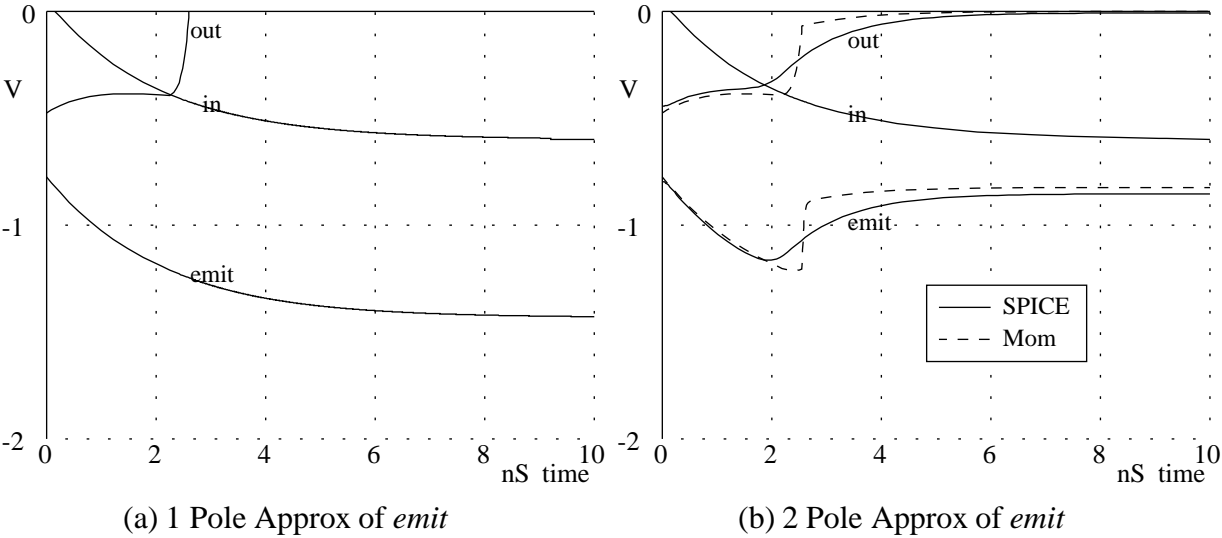 0 0
out out
V V
in in
-1 -1
emit emit
SPICE
Mom
-2 -2
0 2 4 6 8 10 0 2 4 6 8 10
nS time nS time
(a) 1 Pole Approx of emit (b) 2 Pole Approx of emit